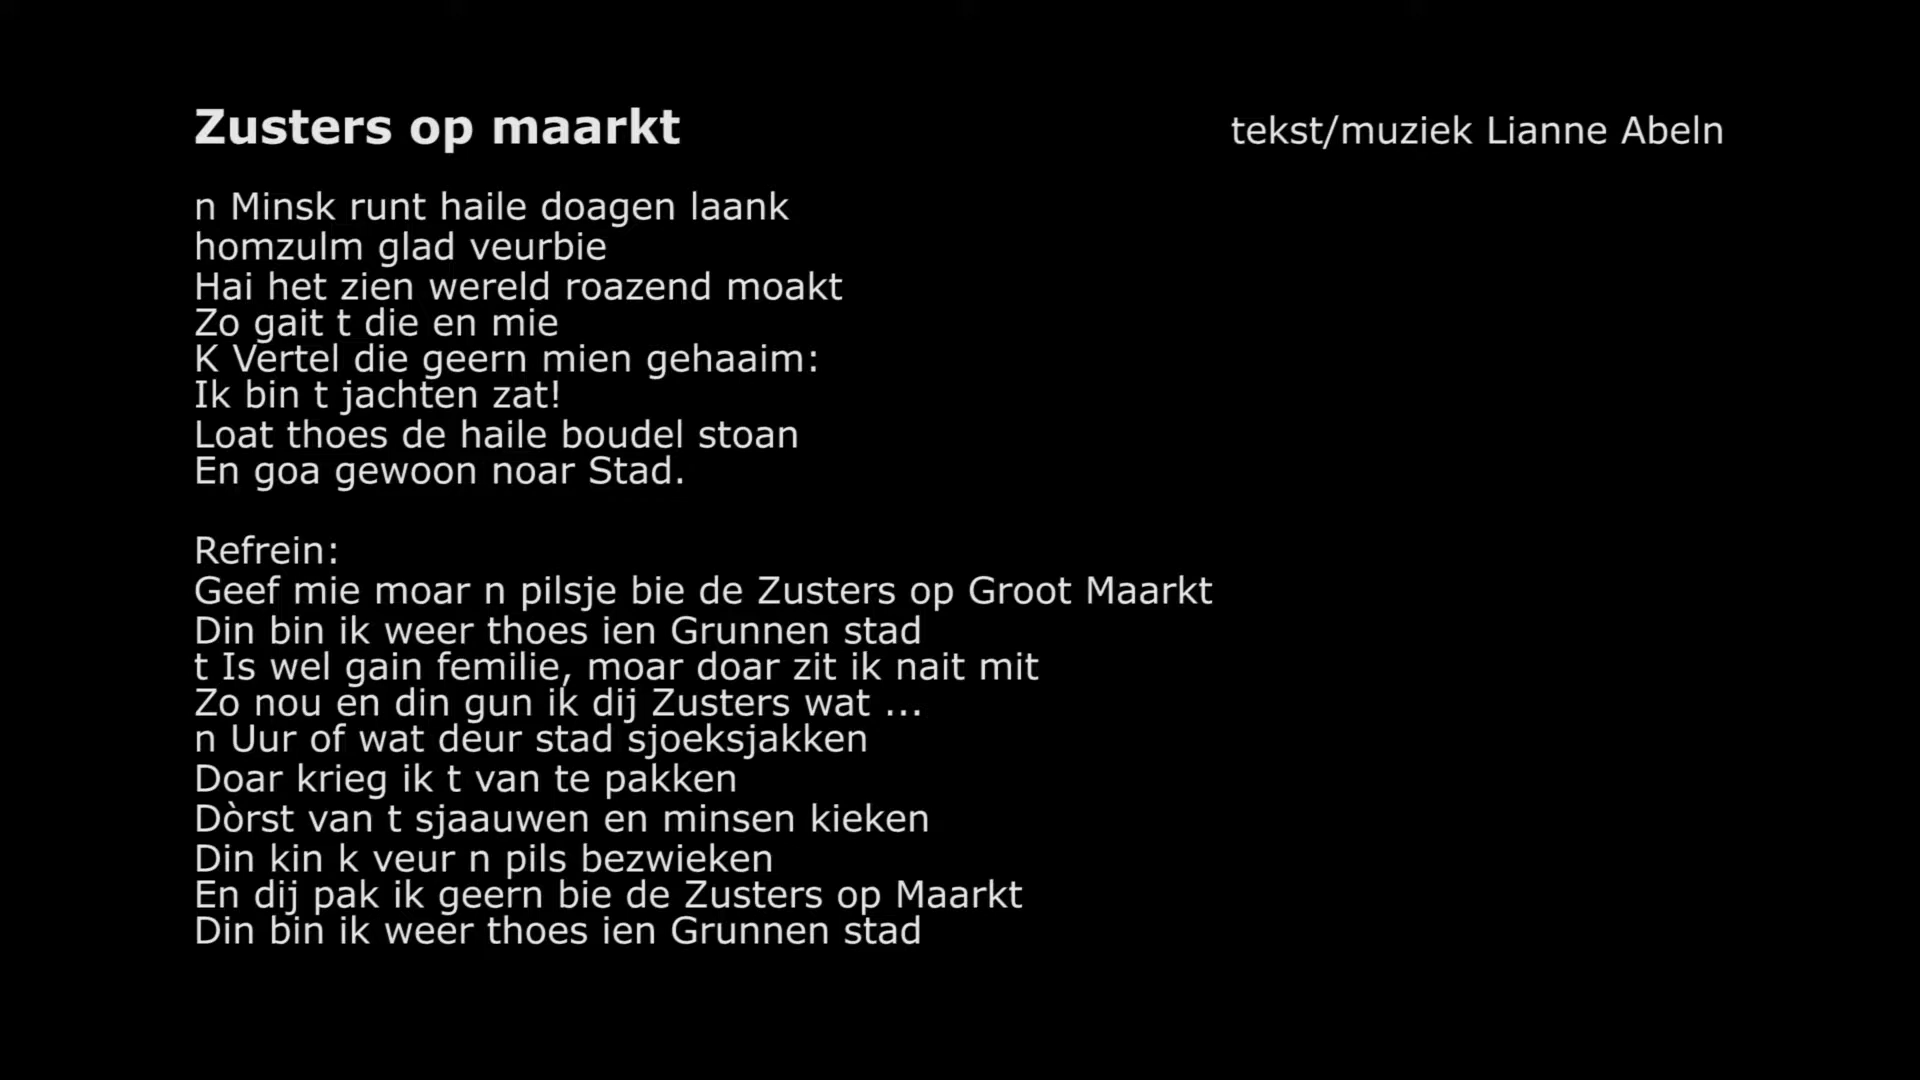 Zusters op maarkt
tekst/muziek Lianne Abeln
n Minsk runt haile doagen laank
homzulm glad veurbie
Hai het zien wereld roazend moakt
Zo gait t die en mie
K Vertel die geern mien gehaaim:
Ik bin t jachten zat!
Loat thoes de haile boudel stoan
En goa gewoon noar Stad.
Refrein:
Geef mie moar n pilsje bie de Zusters op Groot Maarkt
Din bin ik weer thoes ien Grunnen stad
t Is wel gain femilie, moar doar zit ik nait mit
Zo nou en din gun ik dij Zusters wat ...
n Uur of wat deur stad sjoeksjakken
Doar krieg ik t van te pakken
Dòrst van t sjaauwen en minsen kieken
Din kin k veur n pils bezwieken
En dij pak ik geern bie de Zusters op Maarkt
Din bin ik weer thoes ien Grunnen stad